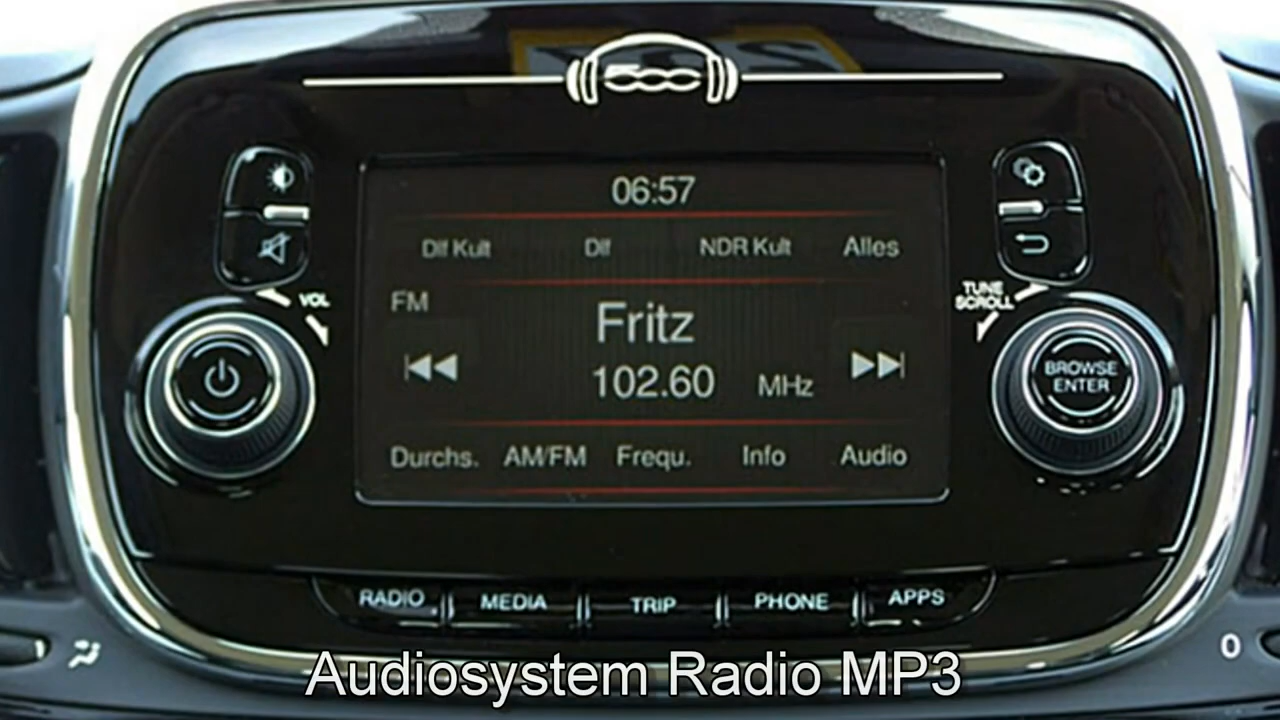 500
06:57
Dlf Kult Dlf NDR Kult Alles
FM
VOL
TUNE
SCROLL
Fritz
102.60 MHz
BROWSE
ENTER
Durchs. AM/FM Frequ. Info Audio
RADIO MEDIA TRIP PHONE APPS
0
Audiosystem Radio MP3